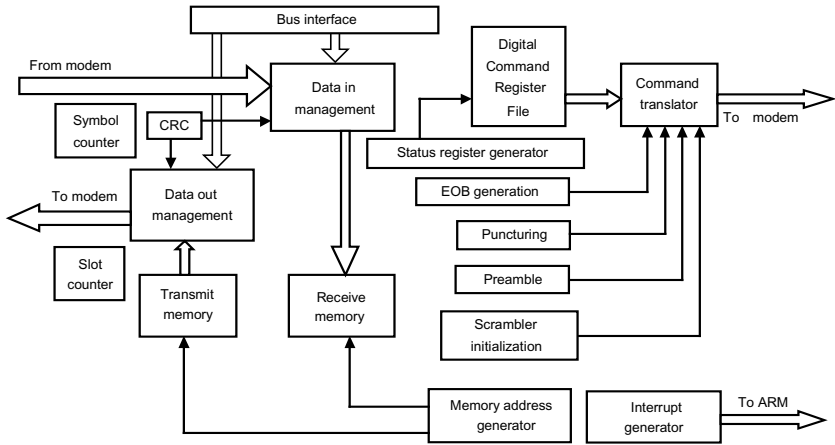 Bus interface
From modem
Data in
management
Digital
Command
Register
File
Command
translator
To modem
Symbol
counter
CRC
Status register generator
To modem
Data out
management
EOB generation
Puncturing
Slot
counter
Transmit
memory
Receive
memory
Preamble
Scrambler
initialization
Memory address
generator
Interrupt
generator
To ARM